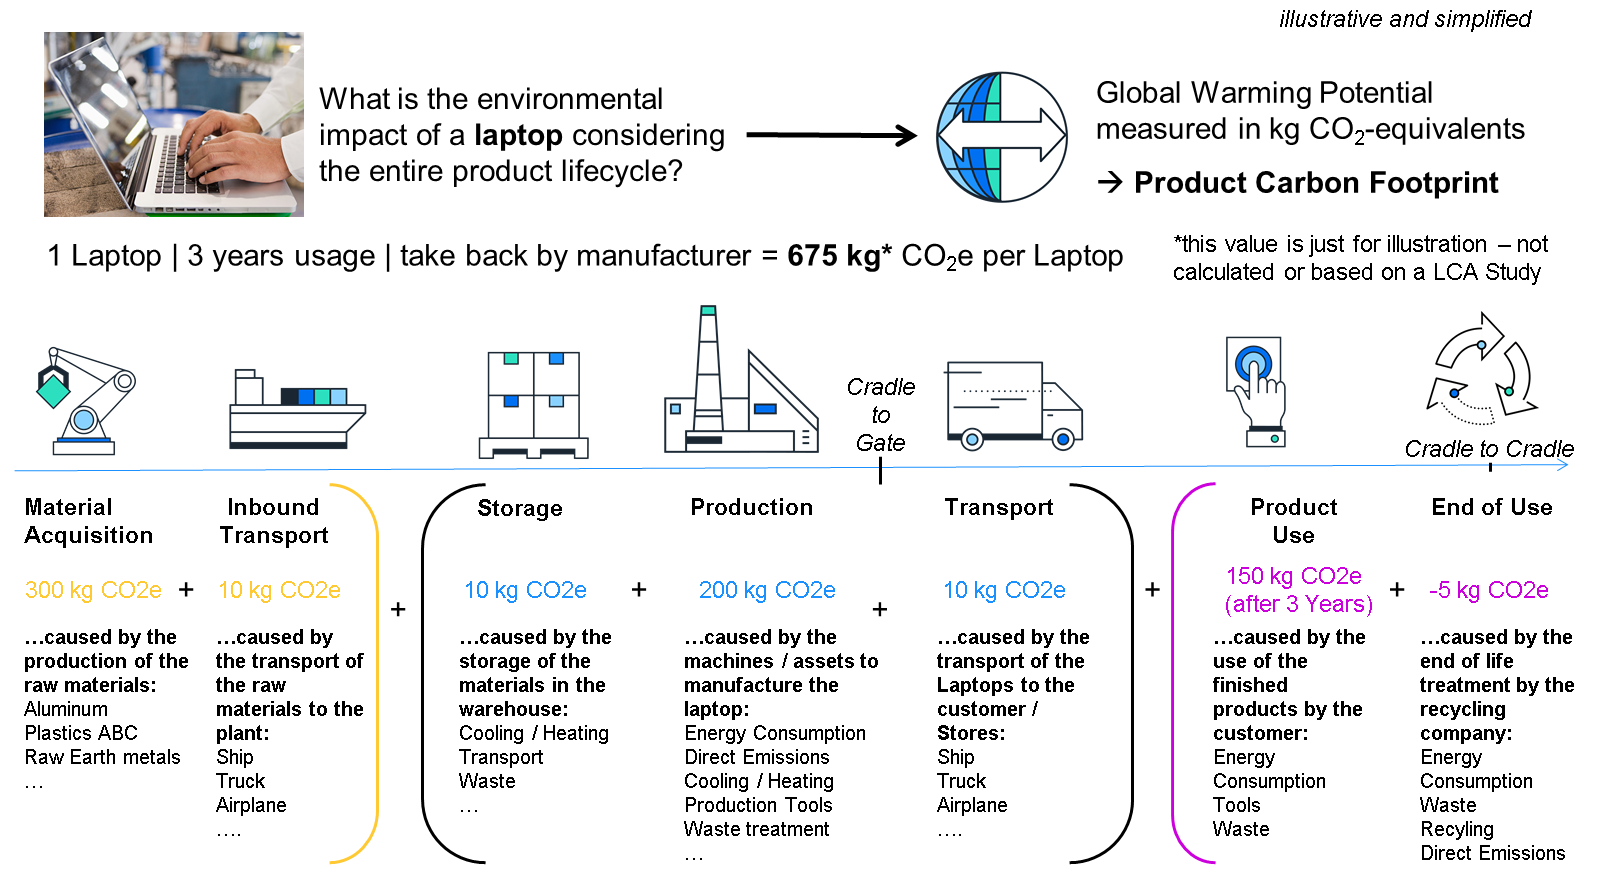 illustrative and simplified
What is the environmental
impact of a laptop considering
the entire product lifecycle?
Global Warming Potential
measured in kg CO₂-equivalents
→ Product Carbon Footprint
1 Laptop | 3 years usage | take back by manufacturer = 675 kg* CO₂e per Laptop
*this value is just for illustration – not
calculated or based on a LCA Study
Cradle
to
Gate
Cradle to Cradle
Material
Acquisition
300 kg CO2e
…caused by the
production of the
raw materials:
Aluminum
Plastics ABC
Raw Earth metals
…
+
Inbound
Transport
10 kg CO2e
…caused by
the transport of
the raw
materials to the
plant:
Ship
Truck
Airplane
….
+
Storage
10 kg CO2e
…caused by the
storage of the
materials in the
warehouse:
Cooling / Heating
Transport
Waste
…
+
Production
200 kg CO2e
…caused by the
machines / assets to
manufacture the
laptop:
Energy Consumption
Direct Emissions
Cooling / Heating
Production Tools
Waste treatment
…
+
Transport
10 kg CO2e
…caused by the
transport of the
Laptops to the
customer /
Stores:
Ship
Truck
Airplane
….
+
Product
Use
150 kg CO2e
(after 3 Years)
…caused by the
use of the
finished
products by the
customer:
Energy
Consumption
Tools
Waste
+
End of Use
-5 kg CO2e
…caused by the
end of life
treatment by the
recycling
company:
Energy
Consumption
Waste
Recyling
Direct Emissions